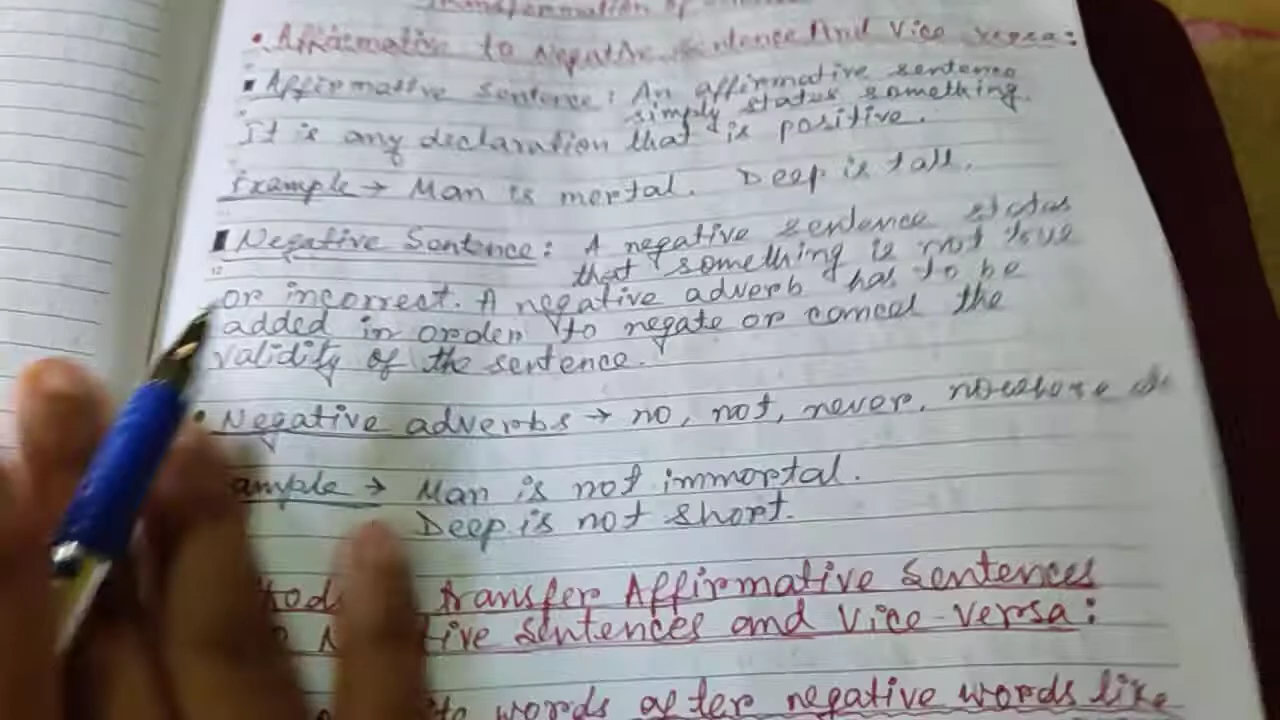 Transformation of
• Affirmative to Negative Sentence And Vice versa:
▪ Affirmative Sentence: An affirmative sentence
simply states something.
It is any declaration that is positive.
Example → Man is mortal. Deep is tall.
▪ Negative Sentence: A negative sentence states
that something is not true
or incorrect. A negative adverb has to be
added in order to negate or cancel the
validity of the sentence.
• Negative adverbs → no, not, never, nowhere
ample → Man is not immortal.
Deep is not short.
transfer Affirmative Sentences
tive sentences and Vice-versa:
words after negative words like